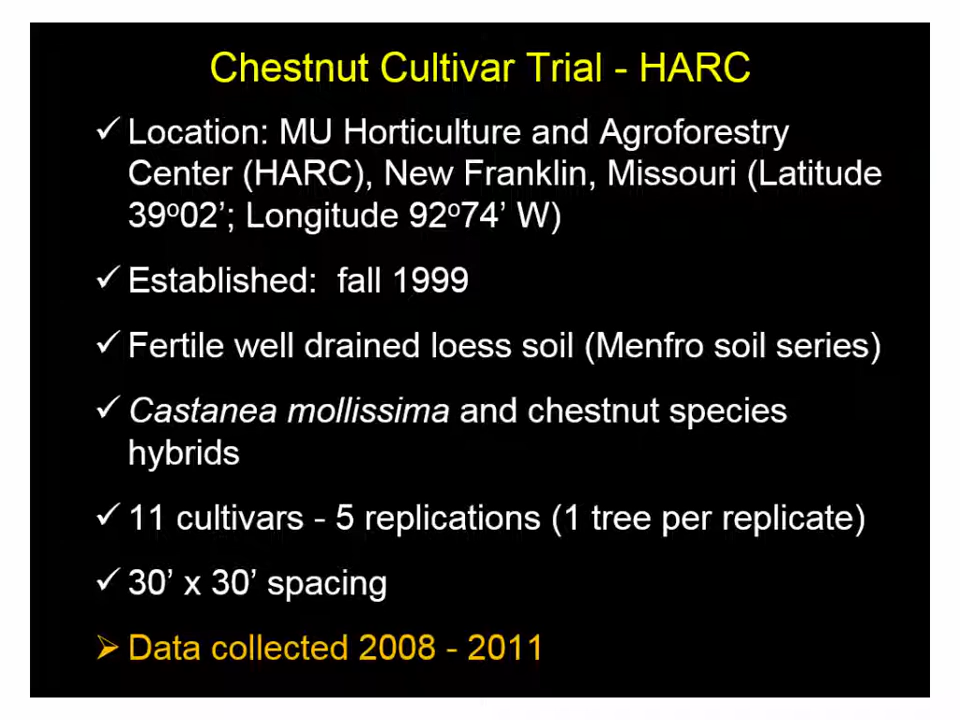 Chestnut Cultivar Trial - HARC
✓ Location: MU Horticulture and Agroforestry
Center (HARC), New Franklin, Missouri (Latitude
39º02’; Longitude 92º74’ W)
✓ Established:  fall 1999
✓ Fertile well drained loess soil (Menfro soil series)
✓ Castanea mollissima and chestnut species
hybrids
✓ 11 cultivars - 5 replications (1 tree per replicate)
✓ 30’ x 30’ spacing
➢ Data collected 2008 - 2011